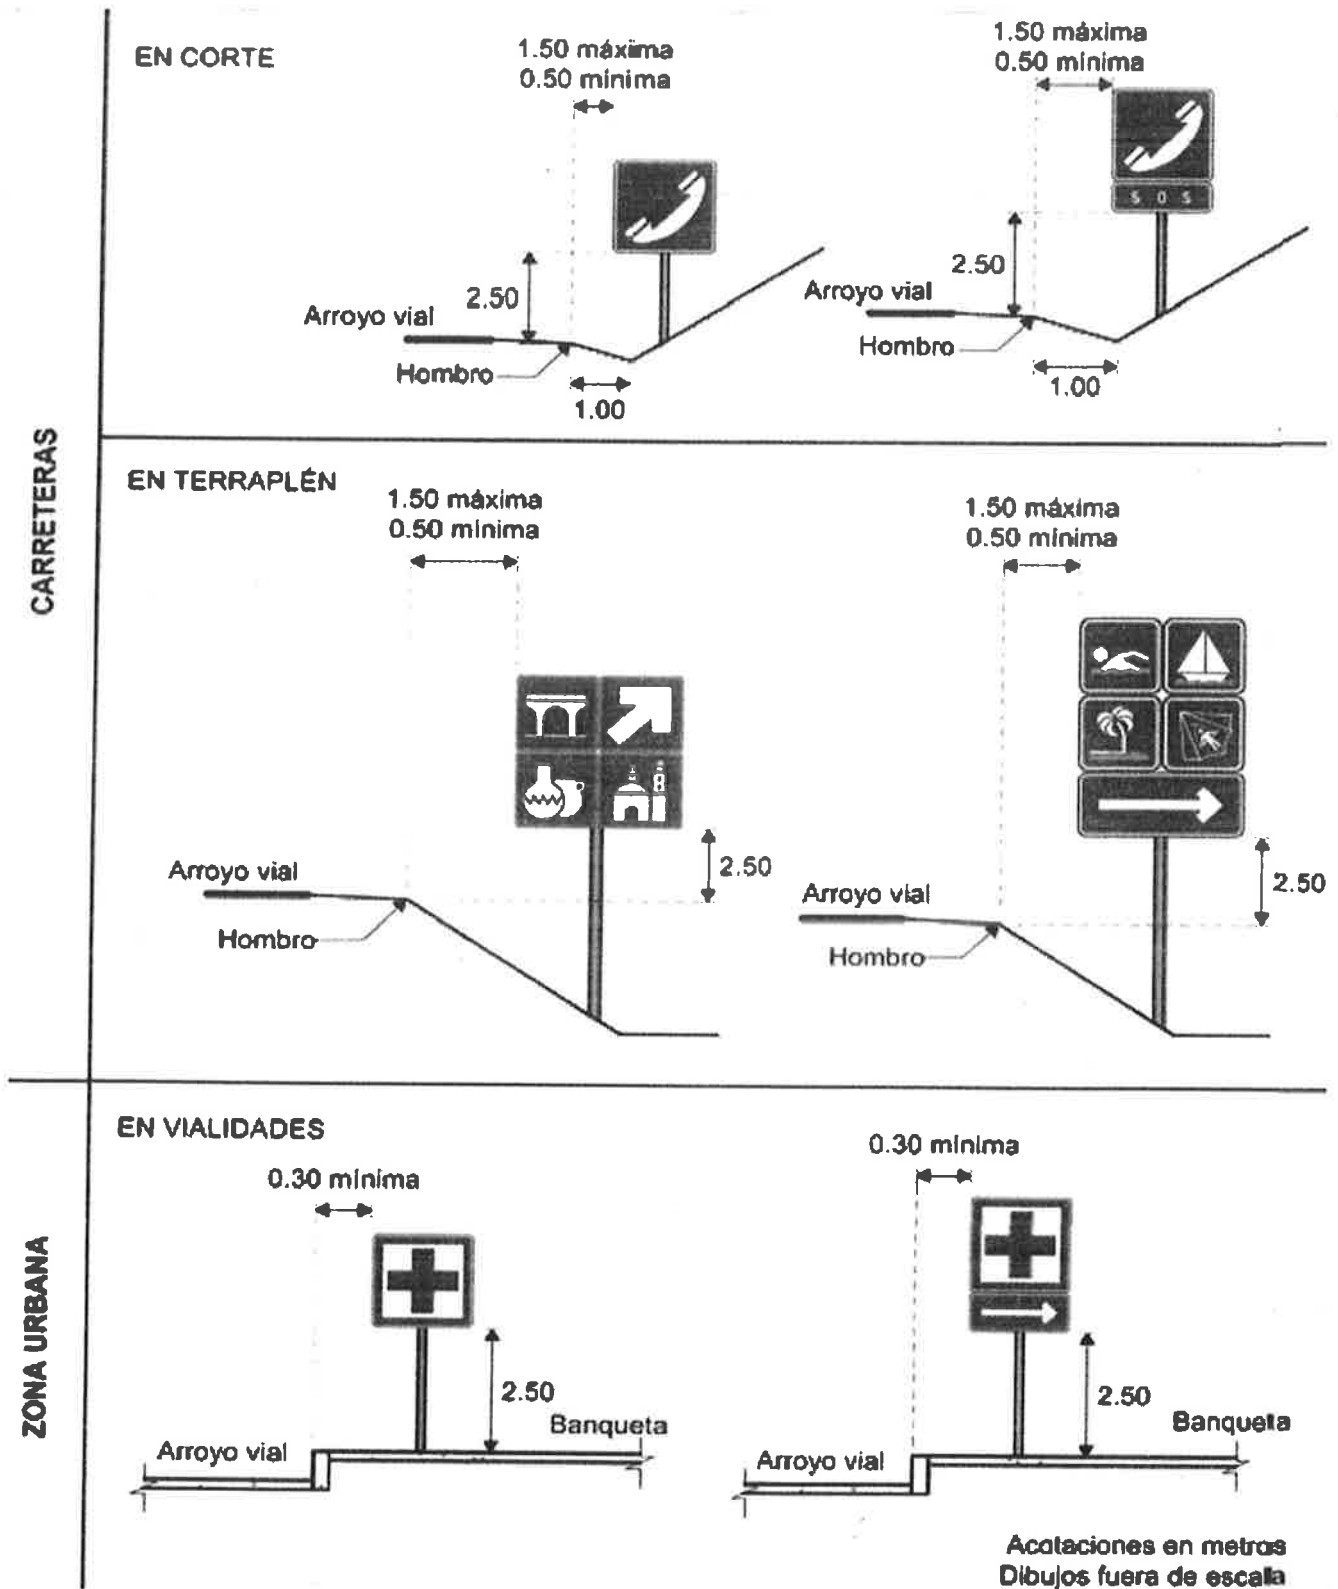 CARRETERAS
EN CORTE
1.50 máxima
0.50 mínima
2.50
Arroyo vial
Hombro
1.00
1.50 máxima
0.50 mínima
S O S
2.50
Arroyo vial
Hombro
1.00
EN TERRAPLÉN
1.50 máxima
0.50 mínima
2.50
Arroyo vial
Hombro
1.50 máxima
0.50 mínima
2.50
Arroyo vial
Hombro
ZONA URBANA
EN VIALIDADES
0.30 mínima
2.50
Banqueta
Arroyo vial
0.30 mínima
2.50
Banqueta
Arroyo vial
Acotaciones en metros
Dibujos fuera de escala